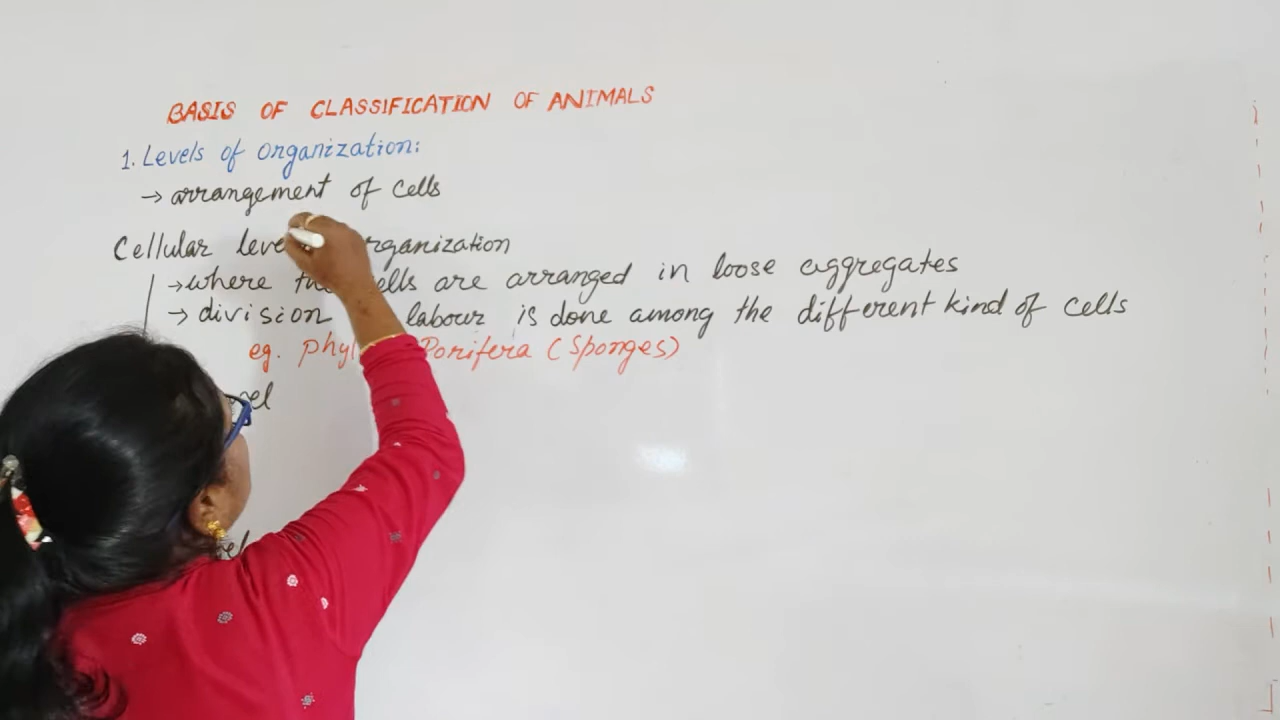 BASIS OF CLASSIFICATION OF ANIMALS
1. Levels of Organization:
→ arrangement of cells
Cellular organization
→ where cells are arranged in loose aggregates
→ division labour is done among the different kind of cells
eg. Porifera (Sponges)